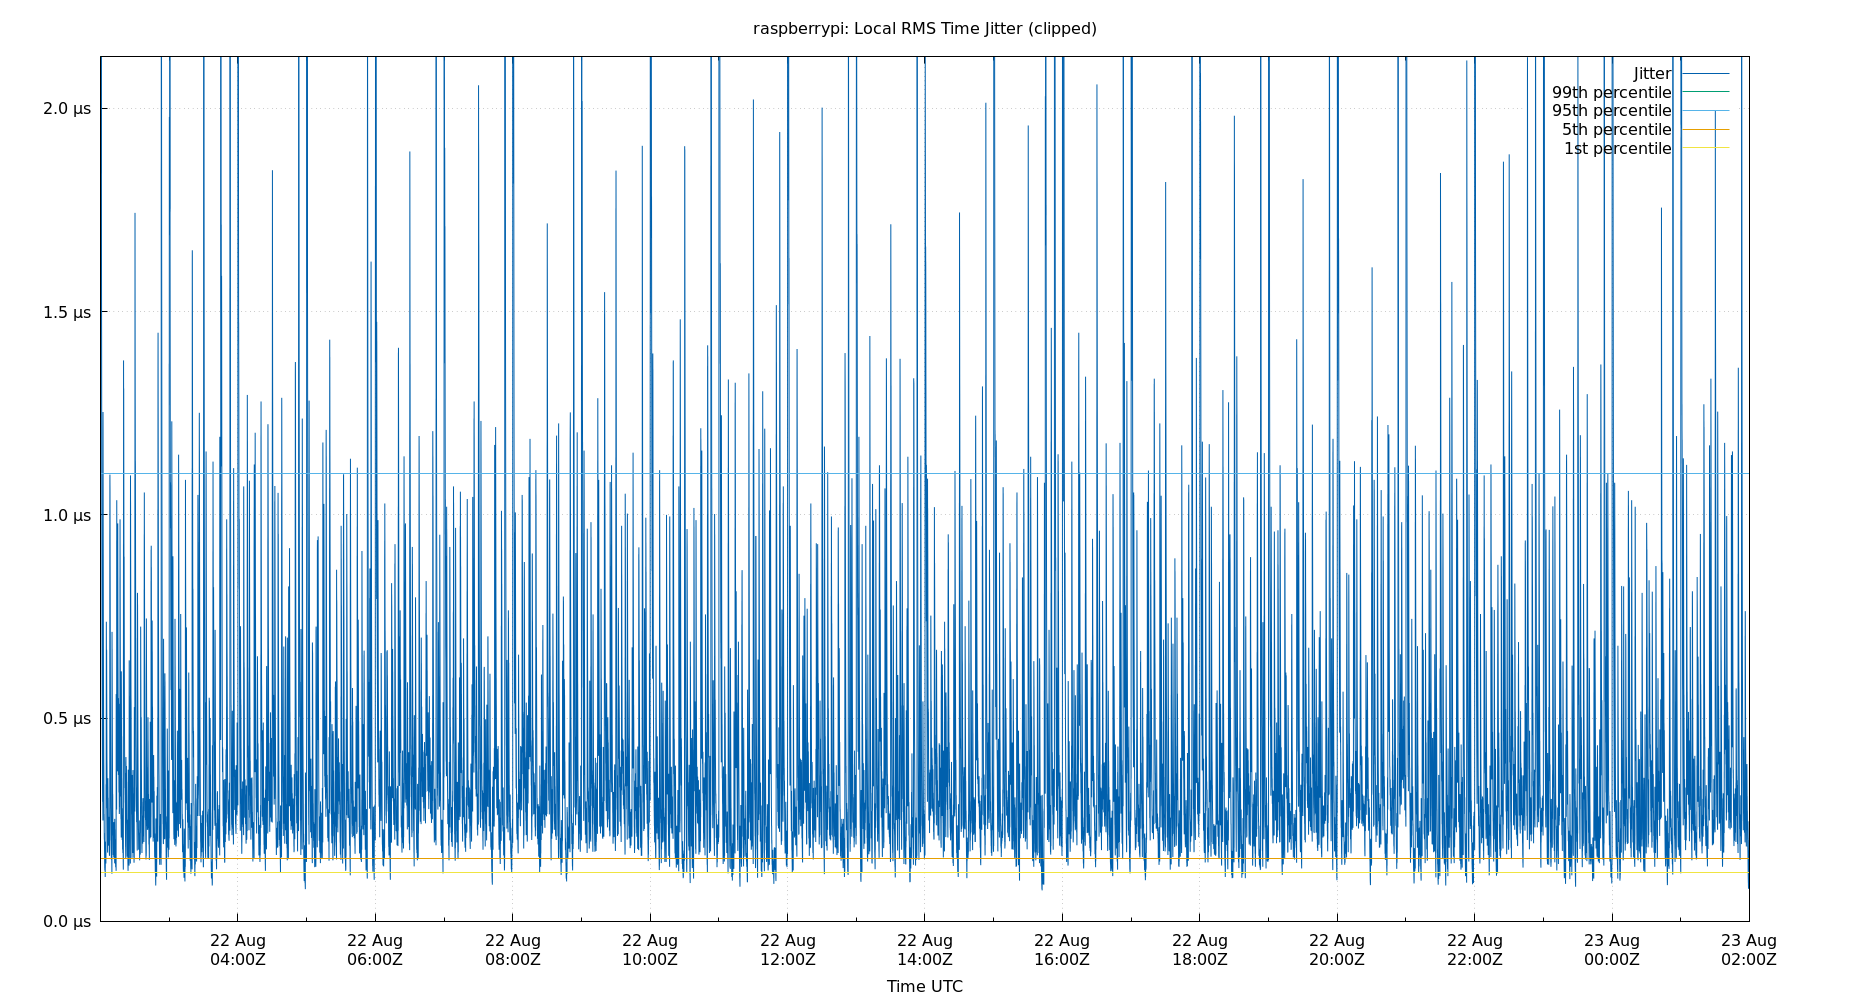 raspberrypi: Local RMS Time Jitter (clipped)
Jitter
99th percentile
95th percentile
5th percentile
1st percentile
2.0 µs
1.5 µs
1.0 µs
0.5 µs
0.0 µs
22 Aug 22 Aug 22 Aug 22 Aug 22 Aug 22 Aug 22 Aug 22 Aug 22 Aug 22 Aug 23 Aug 23 Aug
04:00Z 06:00Z 08:00Z 10:00Z 12:00Z 14:00Z 16:00Z 18:00Z 20:00Z 22:00Z 00:00Z 02:00Z
Time UTC